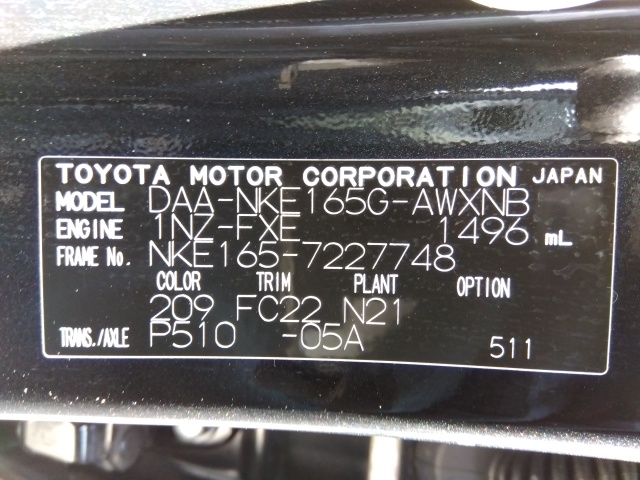 TOYOTA MOTOR CORPORATION JAPAN
MODEL DAA-NKE165G-AWXNB
ENGINE 1NZ-FXE 1496 mL
FRAME No. NKE165-7227748
COLOR TRIM PLANT OPTION
209 FC22 N21
TRANS./AXLE P510 -05A 511